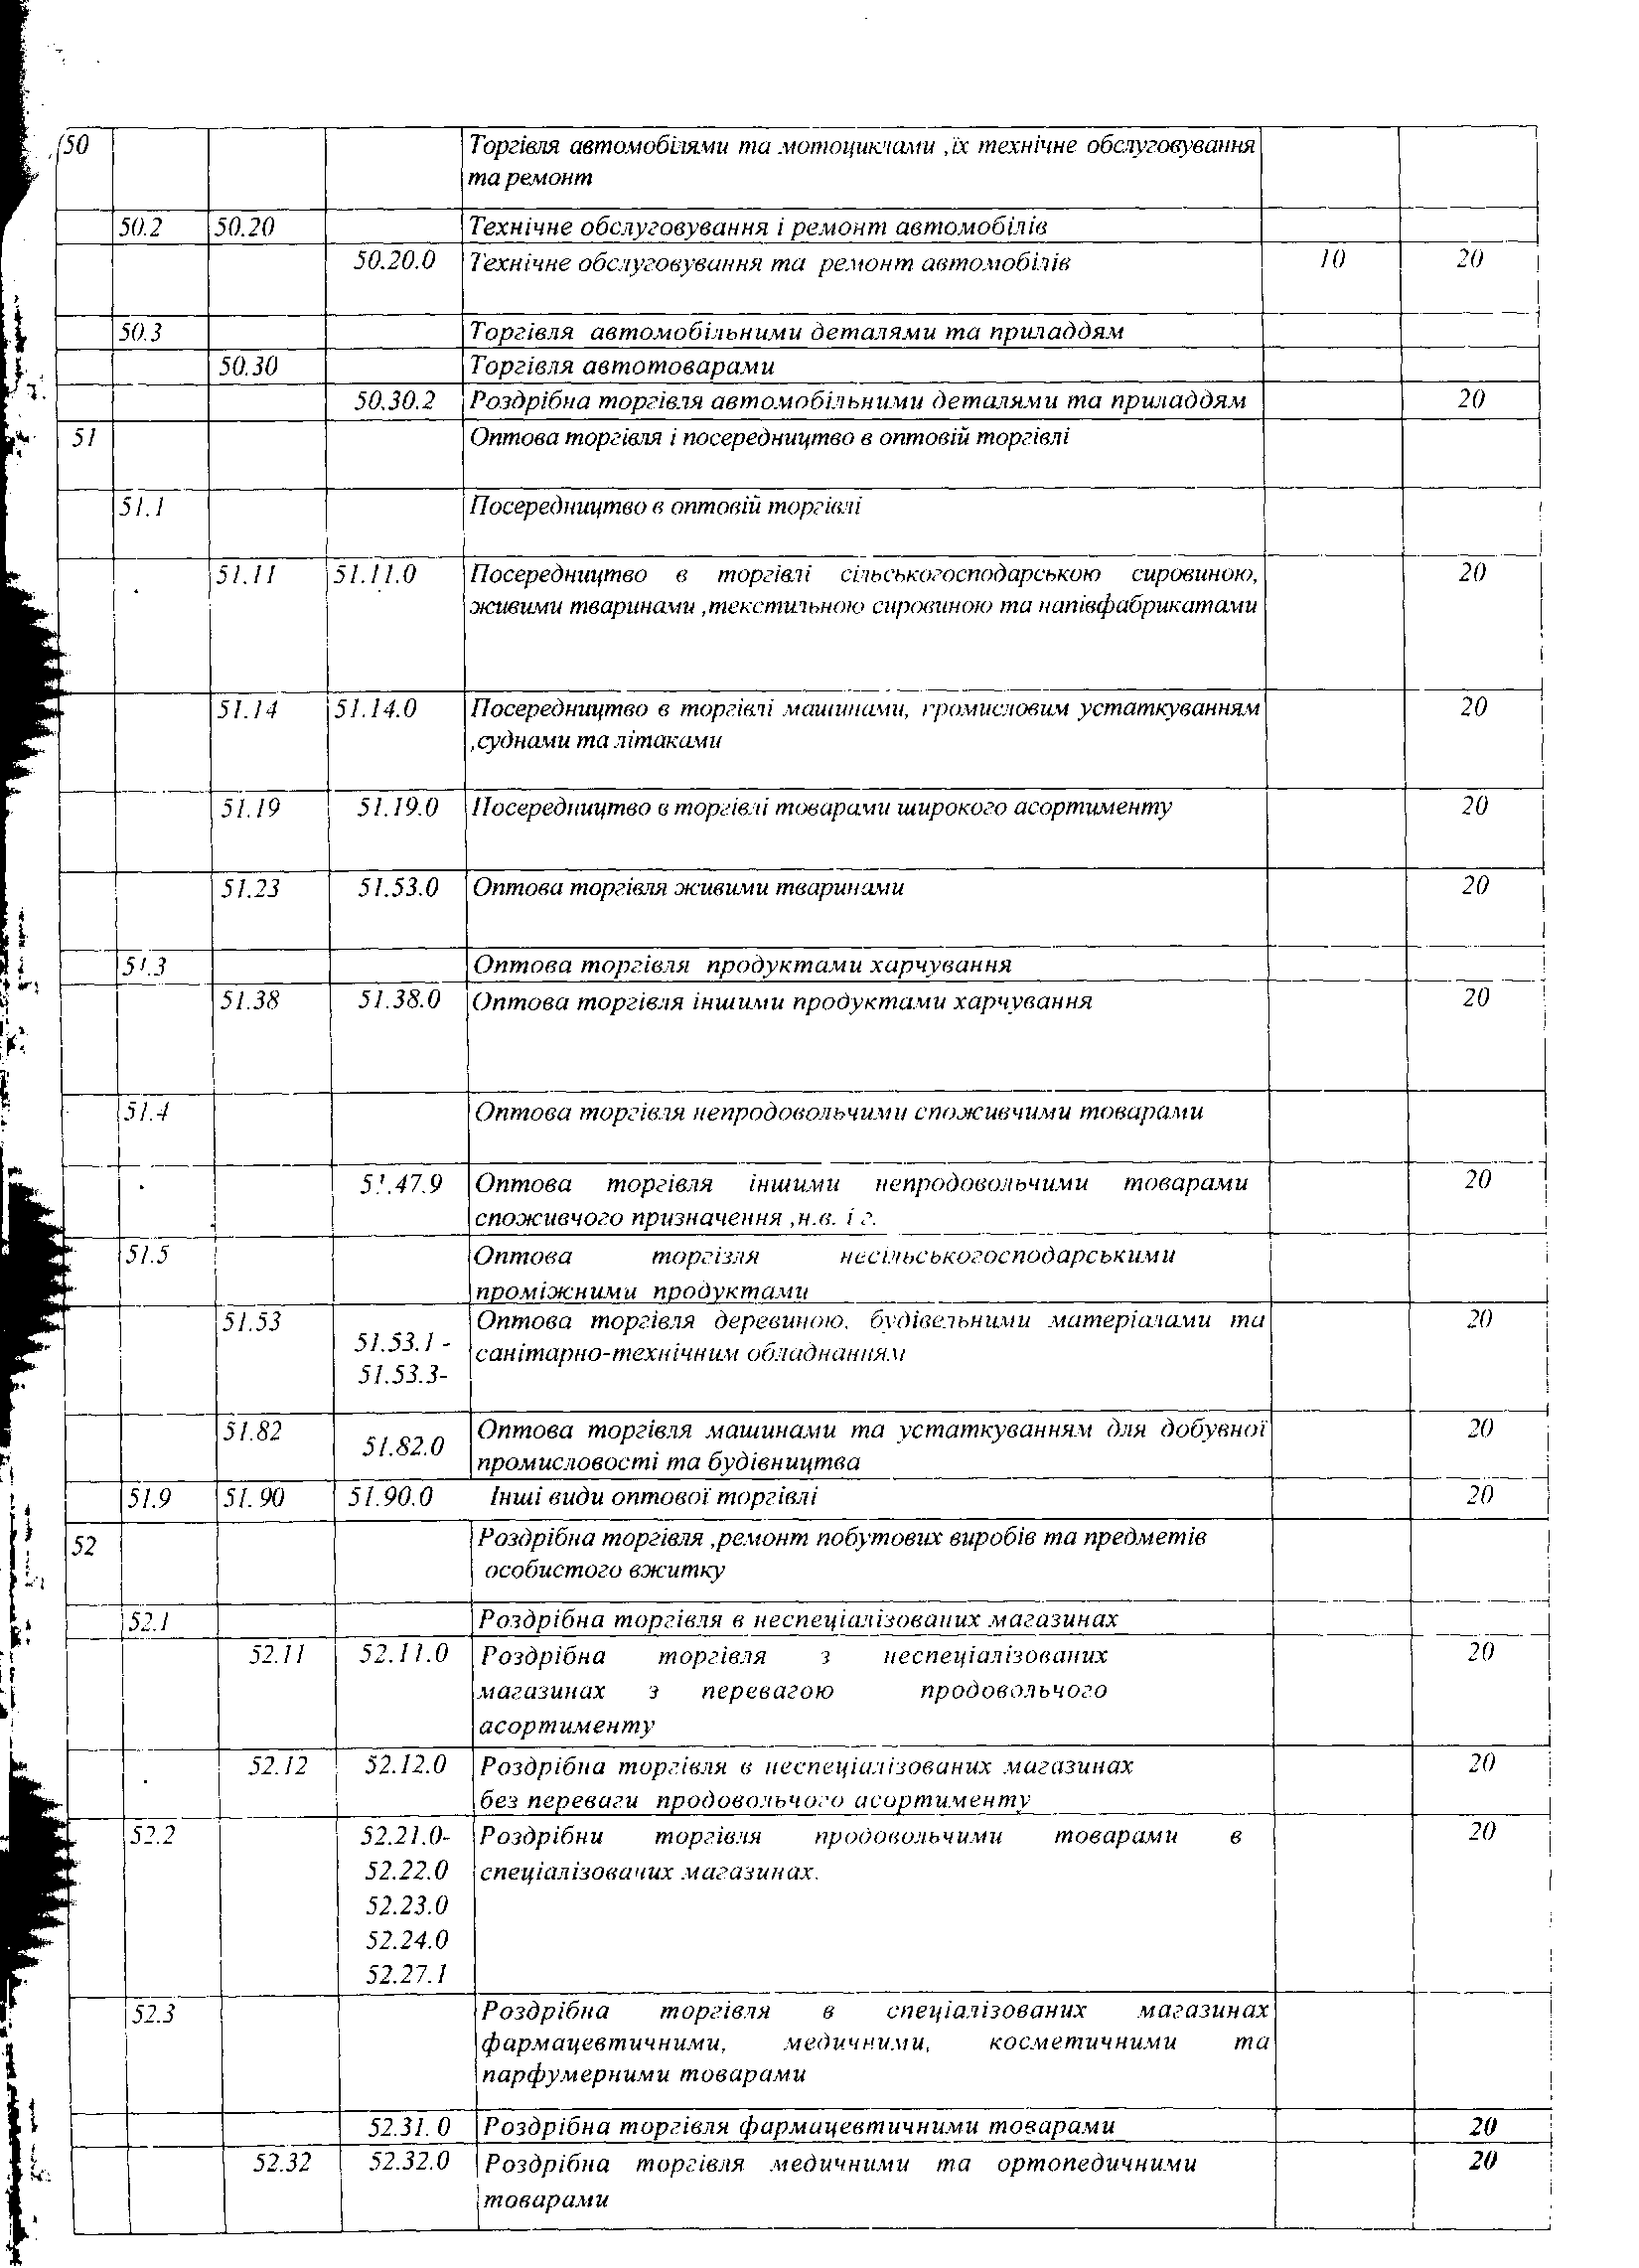 50 Торгівля автомобілями та мотоциклами ,їх технічне обслуговування
та ремонт
50.2 50.20 Технічне обслуговування і ремонт автомобілів
50.20.0 Технічне обслуговування та ремонт автомобілів 10 20
50.3 Торгівля автомобільними деталями та приладдям
50.30 Торгівля автотоварами
50.30.2 Роздрібна торгівля автомобільними деталями та приладдям 20
51 Оптова торгівля і посередництво в оптовій торгівлі
51.1 Посередництво в оптовій торгівлі
51.11 51.11.0 Посередництво в торгівлі сільськогосподарською сировиною, 20
живими тваринами ,текстильною сировиною та напівфабрикатами
51.14 51.14.0 Посередництво в торгівлі машинами, промисловим устаткуванням 20
,суднами та літаками
51.19 51.19.0 Посередництво в торгівлі товарами широкого асортименту 20
51.23 51.53.0 Оптова торгівля живими тваринами 20
51.3 Оптова торгівля продуктами харчування
51.38 51.38.0 Оптова торгівля іншими продуктами харчування 20
51.4 Оптова торгівля непродовольчими споживчими товарами
51.47.9 Оптова торгівля іншими непродовольчими товарами 20
споживчого призначення ,н.в. і г.
51.5 Оптова торгізля несільськогосподарськими
проміжними продуктами
51.53 Оптова торгівля деревиною, будівельними матеріалами та 20
51.53.1 - санітарно-технічним обладнанням
51.53.3-
51.82 Оптова торгівля машинами та устаткуванням для добувної 20
51.82.0 промисловості та будівництва
51.9 51.90 51.90.0 Інші види оптової торгівлі 20
52 Роздрібна торгівля ,ремонт побутових виробів та предметів
особистого вжитку
52.1 Роздрібна торгівля в неспеціалізованих магазинах
52.11 52.11.0 Роздрібна торгівля з неспеціалізованих 20
магазинах з перевагою продовольчого
асортименту
52.12 52.12.0 Роздрібна торгівля в неспеціалізованих магазинах 20
без переваги продовольчого асортименту
52.2 52.21.0- Роздрібни торгівля продовольчими товарами в 20
52.22.0 спеціалізованих магазинах.
52.23.0
52.24.0
52.27.1
52.3 Роздрібна торгівля в спеціалізованих магазинах
фармацевтичними, медичними, косметичними та
парфумерними товарами
52.31. 0 Роздрібна торгівля фармацевтичними товарами 20
52.32 52.32.0 Роздрібна торгівля медичними та ортопедичними 20
товарами